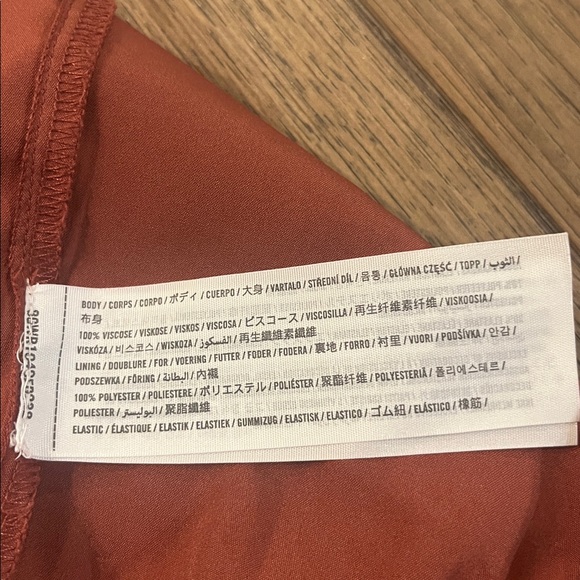 BODY / CORPS / CORPO / ボディ / CUERPO / 大身 / VARTALO / STŘEDNÍ DÍL / 몸통 / GŁÓWNA CZĘŚĆ / TOPP / الثوب /
布身
100% VISCOSE / VISKOSE / VISKOS / VISCOSA / ビスコース / VISCOSILLA / 再生纤维素纤维 / VISKOOSIA /
VISKÓZA / 비스코스 / WISKOZA / الفسكوز / 再生纖維素纖維
LINING / DOUBLURE / FOR / VOERING / FUTTER / FODER / FODERA / 裏地 / FORRO / 衬里 / VUORI / PODŠÍVKA / 안감 /
PODSZEWKA / FÔRING / البطانة / 內襯
100% POLYESTER / POLIESTERE / ポリエステル / POLIÉSTER / 聚酯纤维 / POLYESTERIÄ / 폴리에스테르 /
POLIESTER / البوليستر / 聚脂纖維
ELASTIC / ÉLASTIQUE / ELASTIK / ELASTIEK / GUMMIZUG / ELASTISK / ELASTICO / ゴム紐 / ELÁSTICO / 橡筋 /